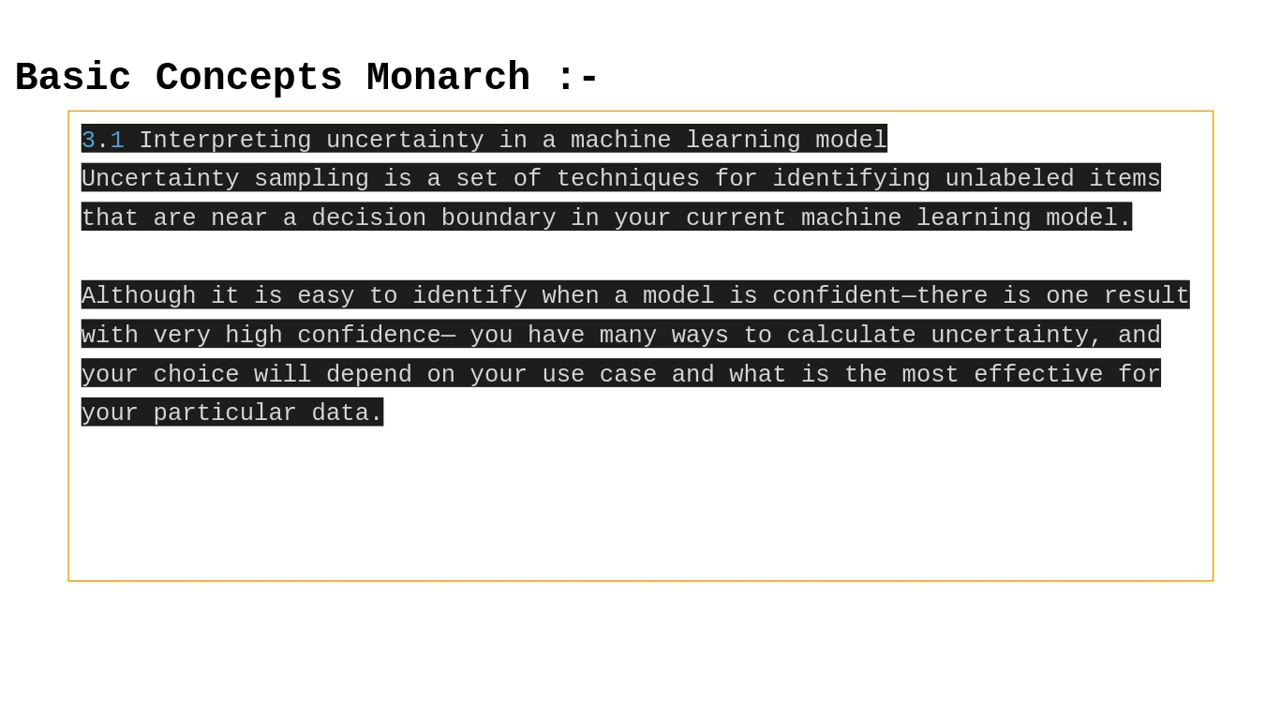 Basic Concepts Monarch :-
3.1 Interpreting uncertainty in a machine learning model
Uncertainty sampling is a set of techniques for identifying unlabeled items
that are near a decision boundary in your current machine learning model.
Although it is easy to identify when a model is confident—there is one result
with very high confidence— you have many ways to calculate uncertainty, and
your choice will depend on your use case and what is the most effective for
your particular data.